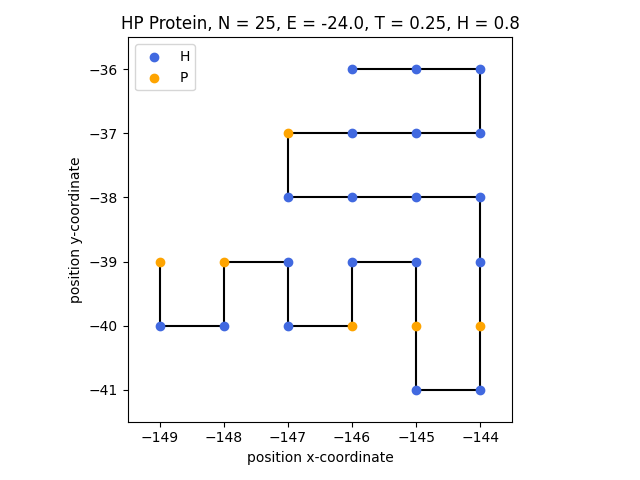 HP Protein, N = 25, E = -24.0, T = 0.25, H = 0.8
H
P
−36
−37
−38
−39
−40
−41
position y-coordinate
−149 −148 −147 −146 −145 −144
position x-coordinate